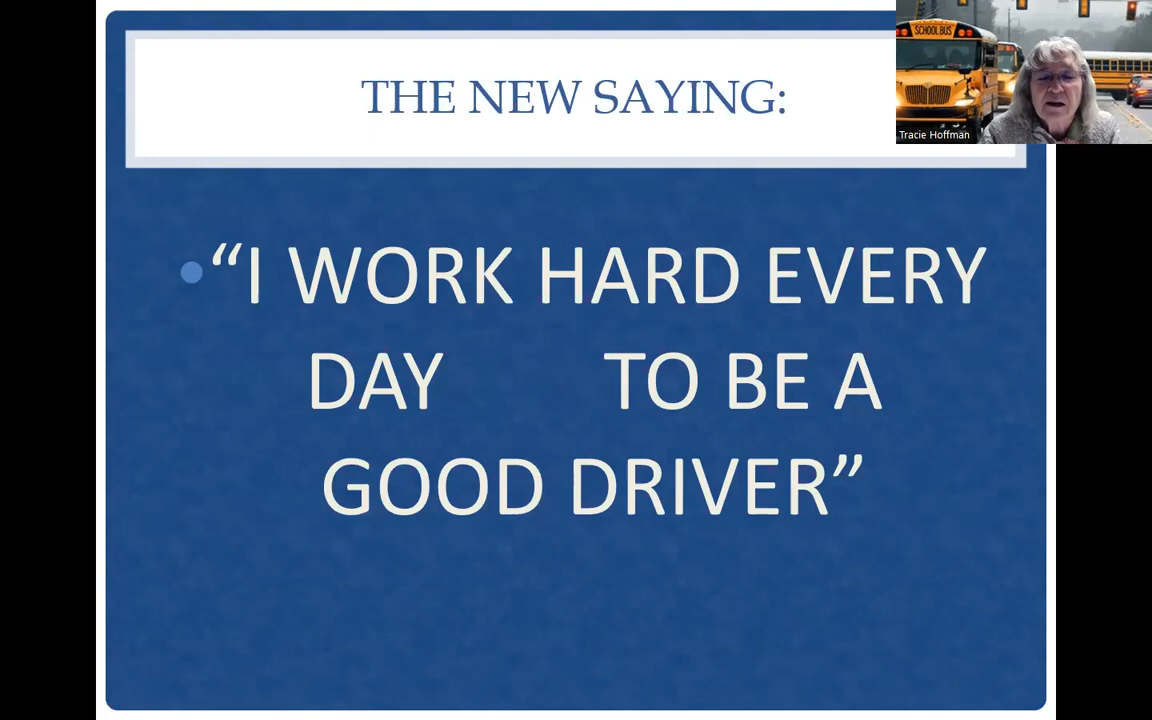 THE NEW SAYING:
SCHOOL BUS
Tracie Hoffman
• “I WORK HARD EVERY
DAY TO BE A
GOOD DRIVER”